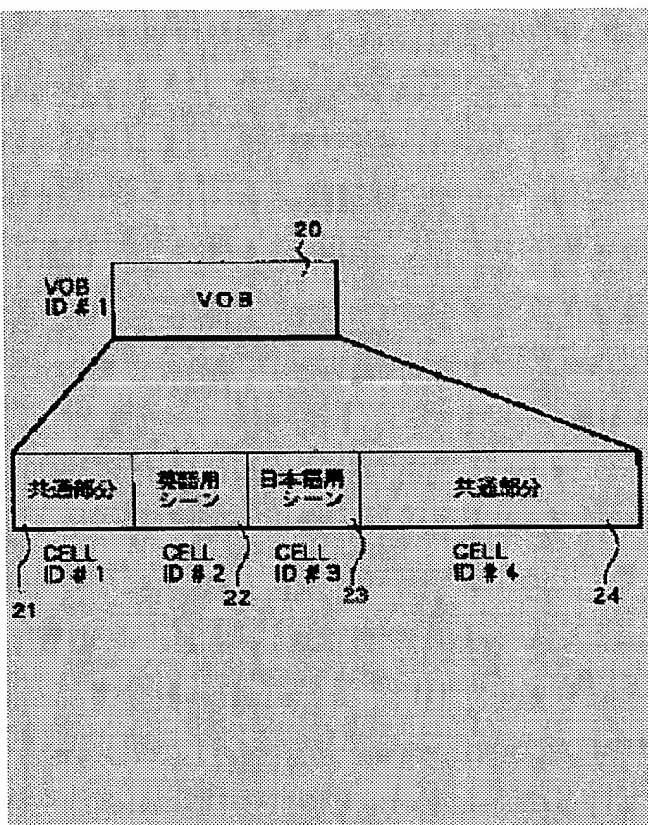 20
VOB
ID # 1
VOB
共通部分
英語用
シーン
日本語用
シーン
共通部分
CELL
ID # 1
CELL
ID # 2
CELL
ID # 3
CELL
ID # 4
21
22
23
24